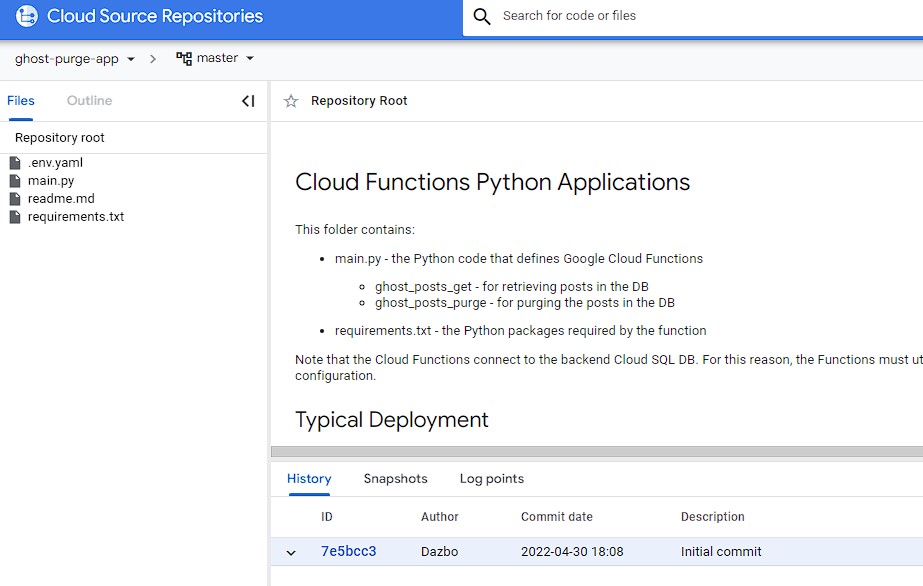 Cloud Source Repositories
Search for code or files
ghost-purge-app
master
Files Outline
Repository Root
Repository root
.env.yaml
main.py
readme.md
requirements.txt
Cloud Functions Python Applications
This folder contains:
main.py - the Python code that defines Google Cloud Functions
ghost_posts_get - for retrieving posts in the DB
ghost_posts_purge - for purging the posts in the DB
requirements.txt - the Python packages required by the function
Note that the Cloud Functions connect to the backend Cloud SQL DB. For this reason, the Functions must ut
configuration.
Typical Deployment
History Snapshots Log points
ID Author Commit date Description
7e5bcc3 Dazbo 2022-04-30 18:08 Initial commit